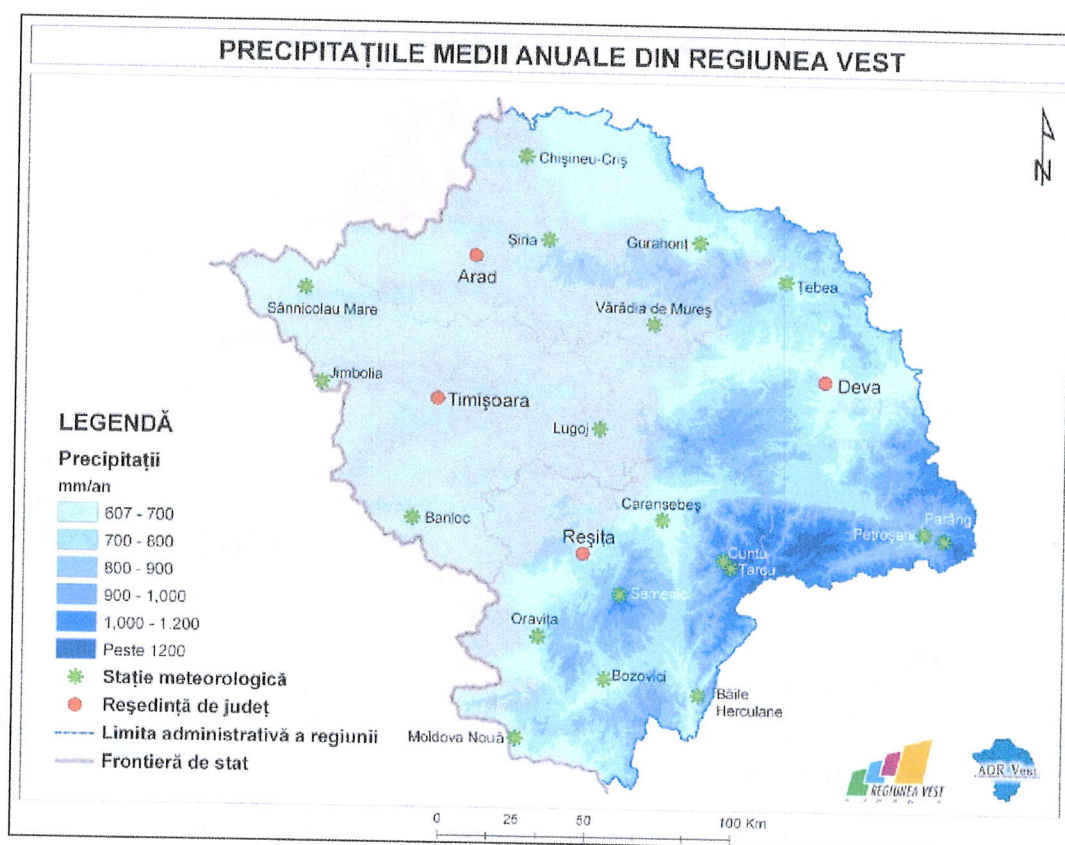 PRECIPITAȚIILE MEDII ANUALE DIN REGIUNEA VEST
Chișineu-Criș
Șiria
Gurahonț
Arad
Țebea
Sânnicolau Mare
Vărădia de Mureș
Jimbolia
Deva
Timișoara
Lugoj
Banloc
Caransebeș
Parâng
Petroșani
Reșița
Cuntu
Țarcu
Semenic
Oravița
Bozovici
Băile
Herculane
Moldova Nouă
LEGENDĂ
Precipitații
mm/an
607 - 700
700 - 800
800 - 900
900 - 1,000
1,000 - 1.200
Peste 1200
Stație meteorologică
Reşedinţă de judeţ
Limita administrativă a regiunii
Frontieră de stat
N
REGIUNEA VEST
ADR Vest
0 25 50 100 Km